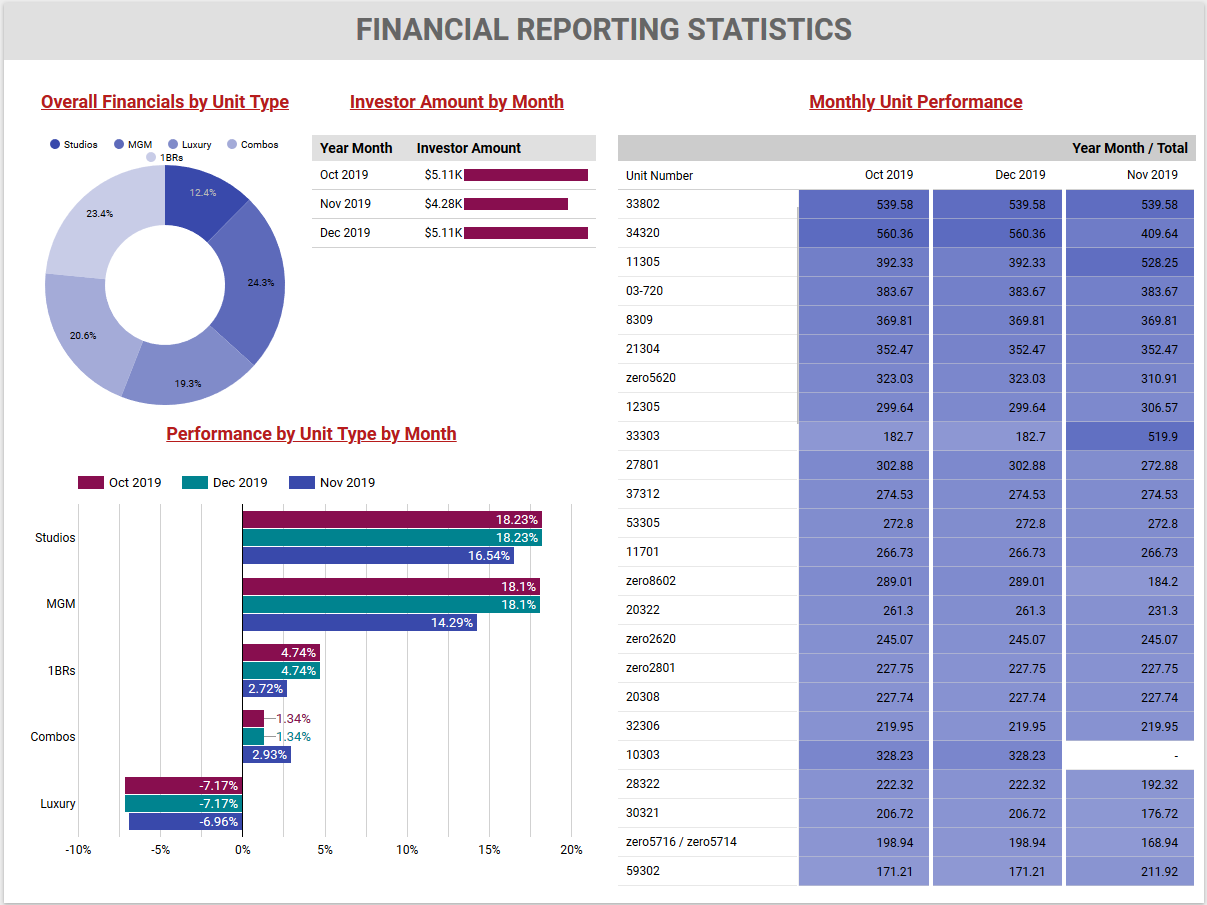 FINANCIAL REPORTING STATISTICS
Overall Financials by Unit Type
Studios MGM Luxury Combos
1BRs
12.4%
23.4%
24.3%
20.6%
19.3%
Investor Amount by Month
Year Month Investor Amount
Oct 2019 $5.11K
Nov 2019 $4.28K
Dec 2019 $5.11K
Performance by Unit Type by Month
Oct 2019 Dec 2019 Nov 2019
Studios
18.23%
18.23%
16.54%
MGM
18.1%
18.1%
14.29%
1BRs
4.74%
4.74%
2.72%
Combos
1.34%
1.34%
2.93%
Luxury
-7.17%
-7.17%
-6.96%
-10% -5% 0% 5% 10% 15% 20%
Monthly Unit Performance
Year Month / Total
Unit Number Oct 2019 Dec 2019 Nov 2019
33802 539.58 539.58 539.58
34320 560.36 560.36 409.64
11305 392.33 392.33 528.25
03-720 383.67 383.67 383.67
8309 369.81 369.81 369.81
21304 352.47 352.47 352.47
zero5620 323.03 323.03 310.91
12305 299.64 299.64 306.57
33303 182.7 182.7 519.9
27801 302.88 302.88 272.88
37312 274.53 274.53 274.53
53305 272.8 272.8 272.8
11701 266.73 266.73 266.73
zero8602 289.01 289.01 184.2
20322 261.3 261.3 231.3
zero2620 245.07 245.07 245.07
zero2801 227.75 227.75 227.75
20308 227.74 227.74 227.74
32306 219.95 219.95 219.95
10303 328.23 328.23 -
28322 222.32 222.32 192.32
30321 206.72 206.72 176.72
zero5716 / zero5714 198.94 198.94 168.94
59302 171.21 171.21 211.92